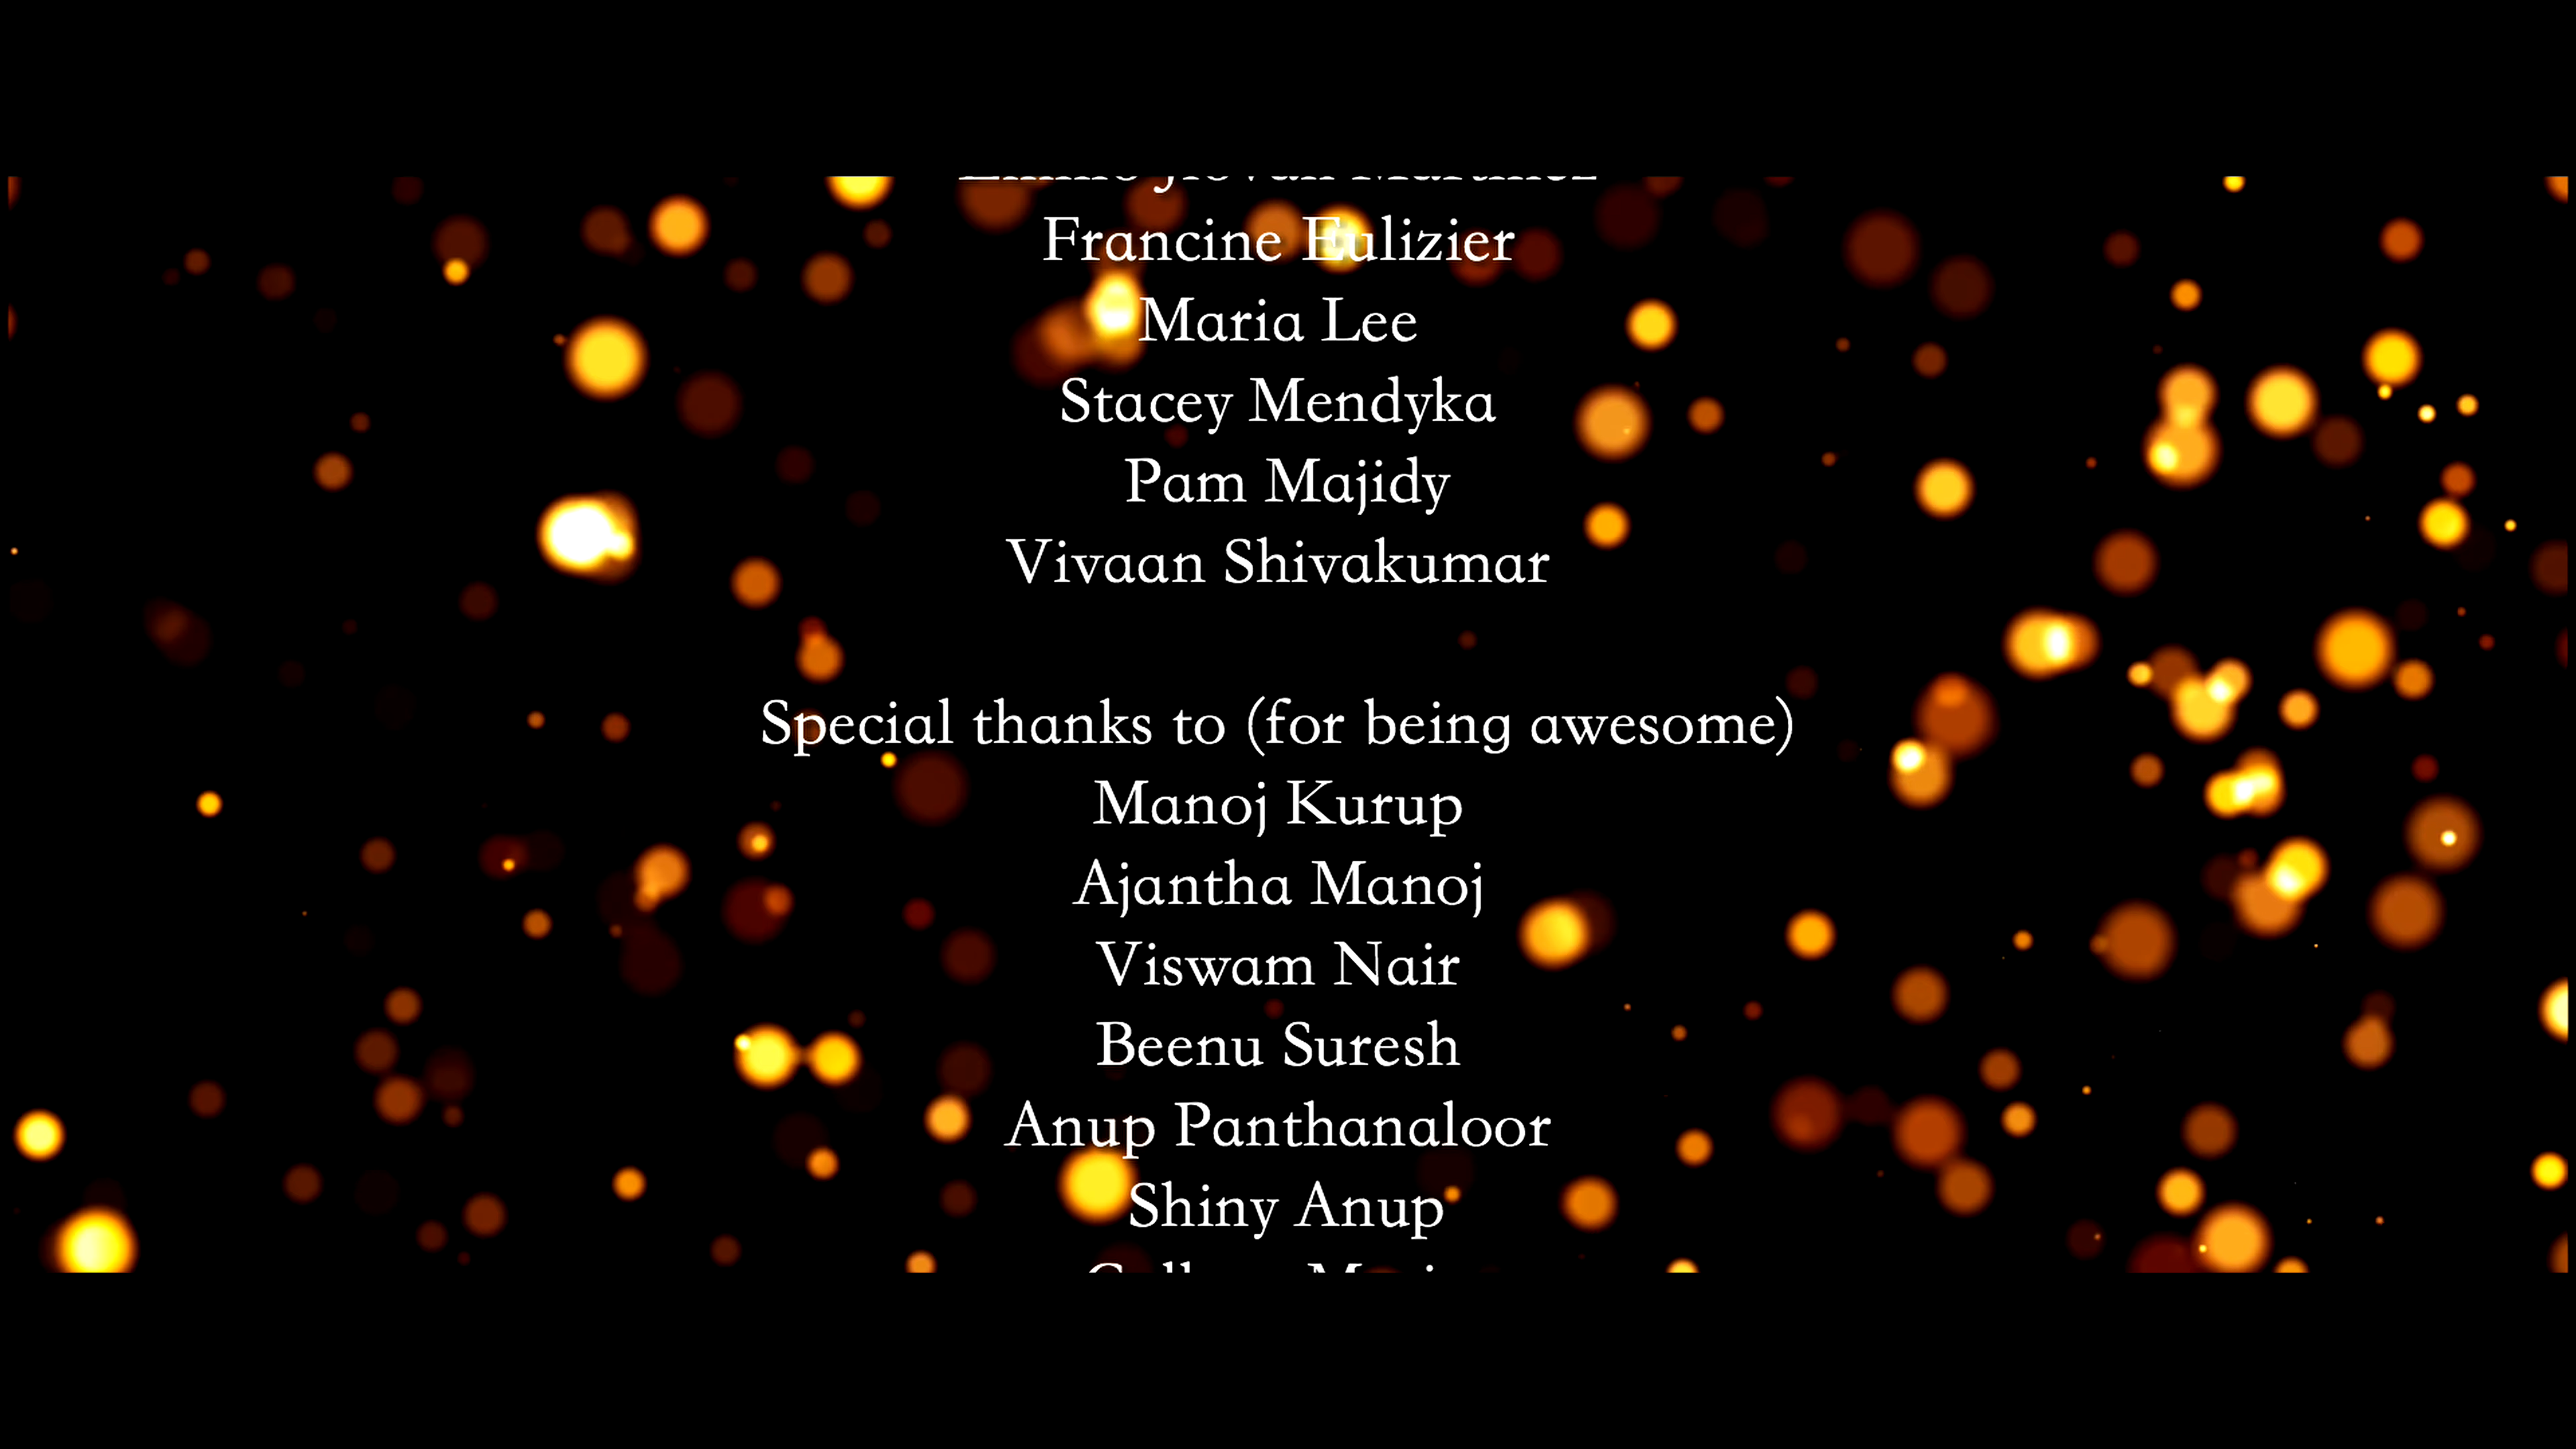 Francine Eulizier
Maria Lee
Stacey Mendyka
Pam Majidy
Vivaan Shivakumar
Special thanks to (for being awesome)
Manoj Kurup
Ajantha Manoj
Viswam Nair
Beenu Suresh
Anup Panthanaloor
Shiny Anup